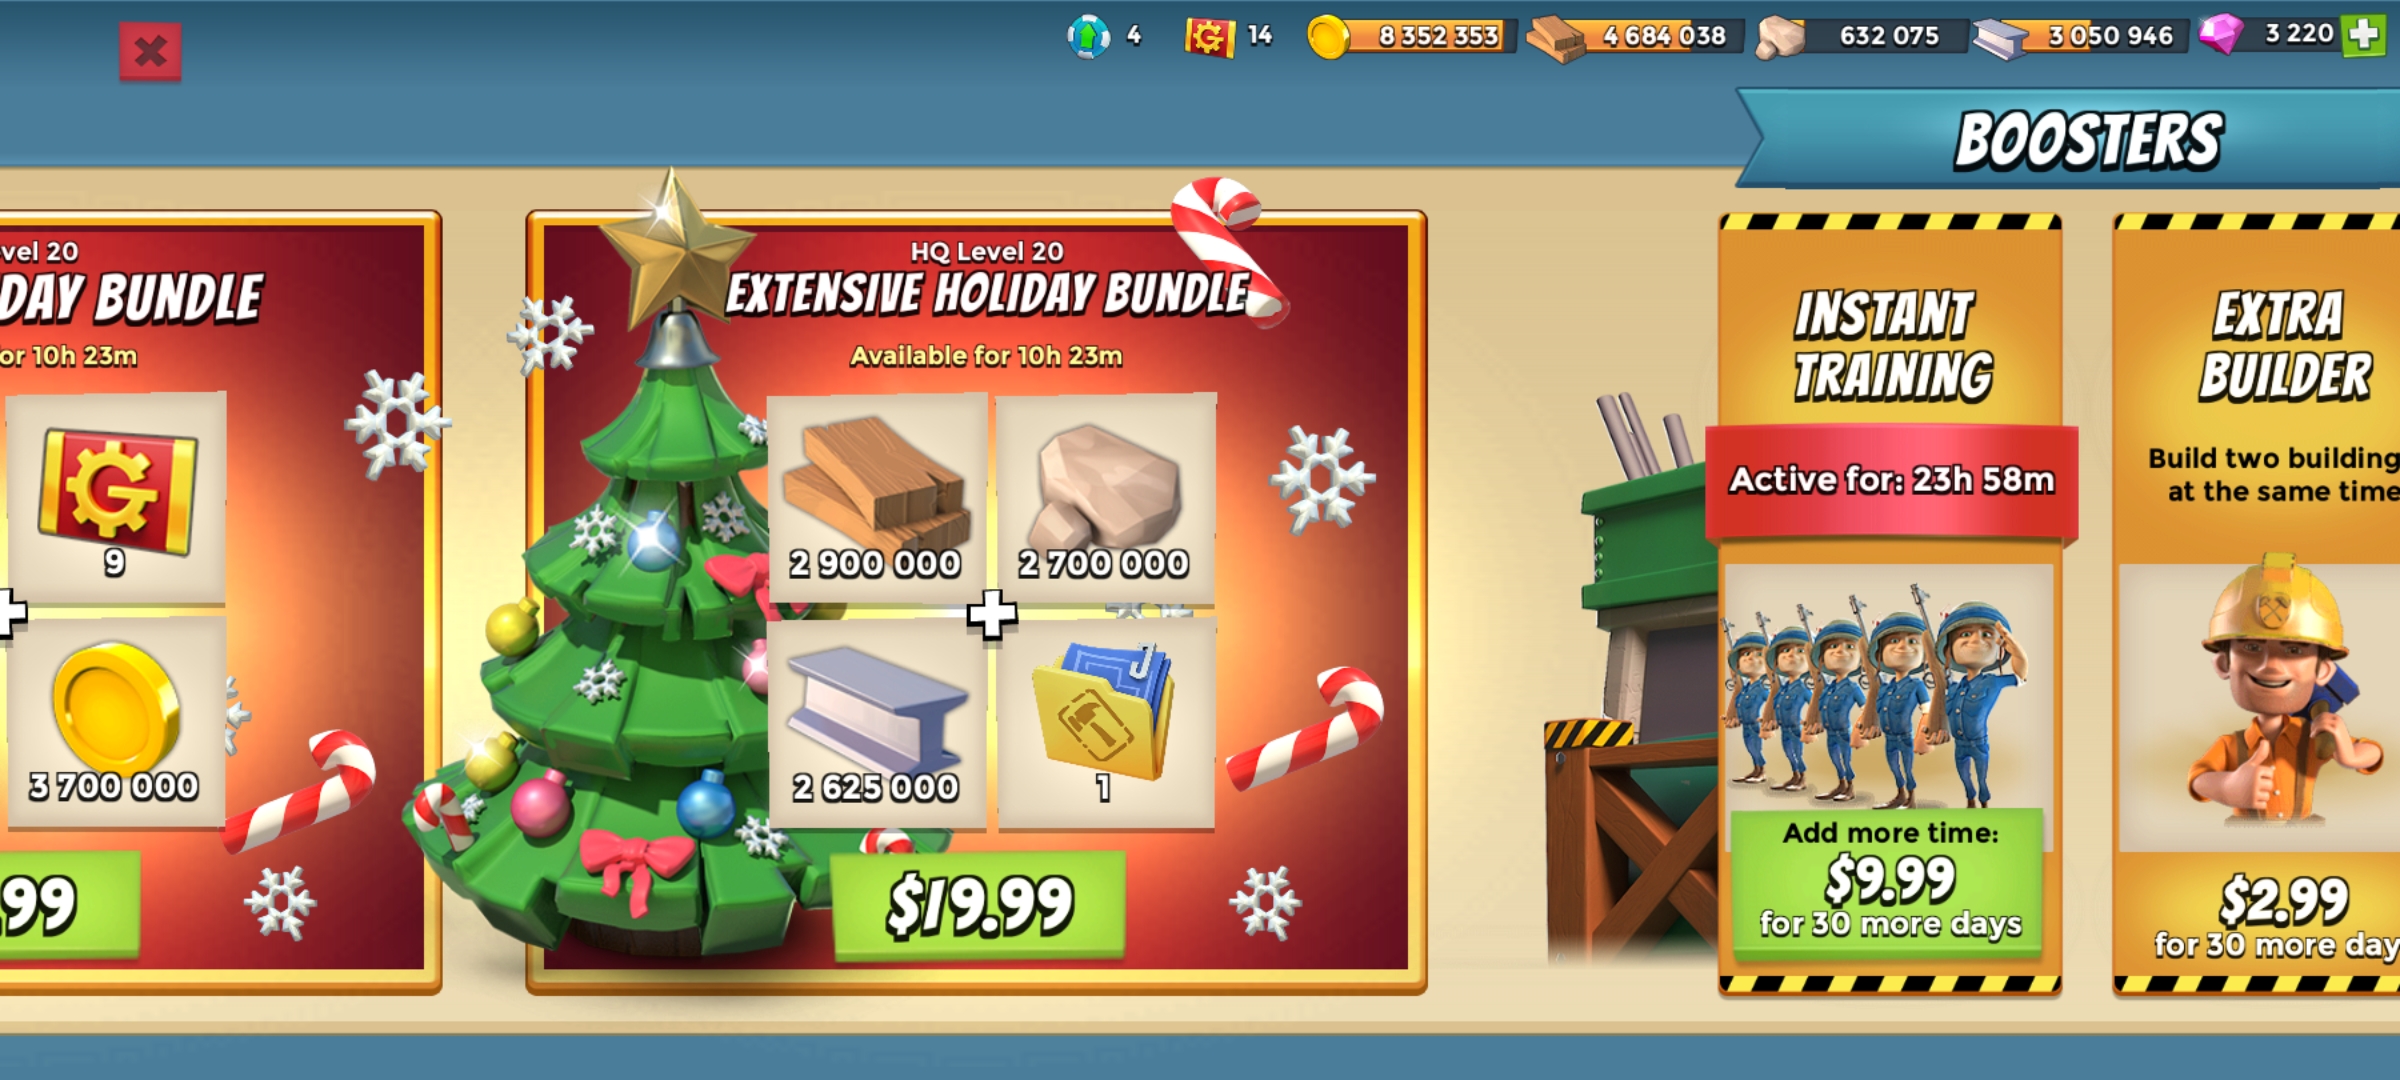 4
14
8 352 353
4 684 038
632 075
3 050 946
3 220
BOOSTERS
vel 20
DAY BUNDLE
or 10h 23m
9
3 700 000
.99
HQ Level 20
EXTENSIVE HOLIDAY BUNDLE
Available for 10h 23m
2 900 000
2 700 000
2 625 000
1
$19.99
INSTANT
TRAINING
Active for: 23h 58m
Add more time:
$9.99
for 30 more days
EXTRA
BUILDER
Build two building
at the same time
$2.99
for 30 more day